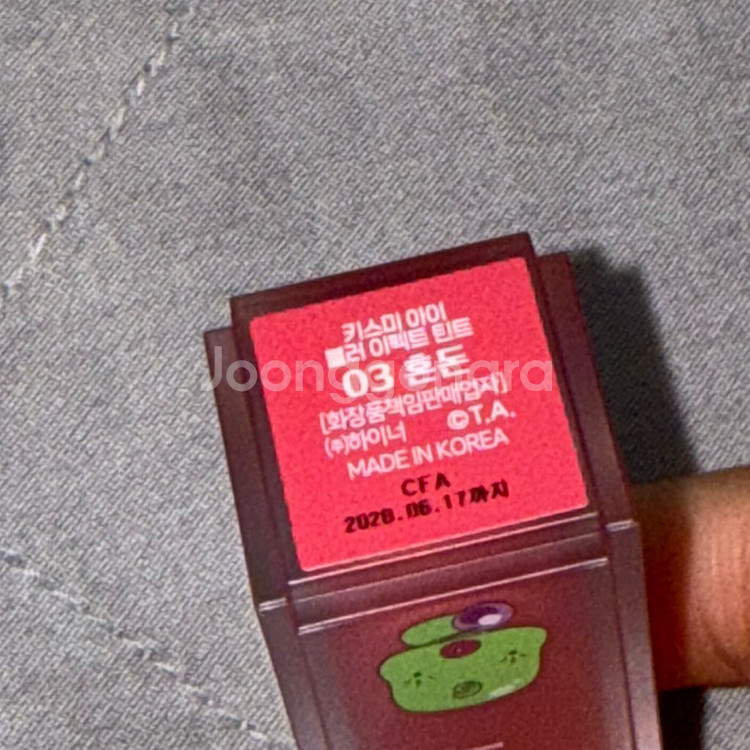 키스미 아이
■러 이펙트 틴트
03 혼돈
[화장품책임판매업자]
㈜하이너 ©T.A.
MADE IN KOREA
CFA
2028.06.17까지
Joonggonara